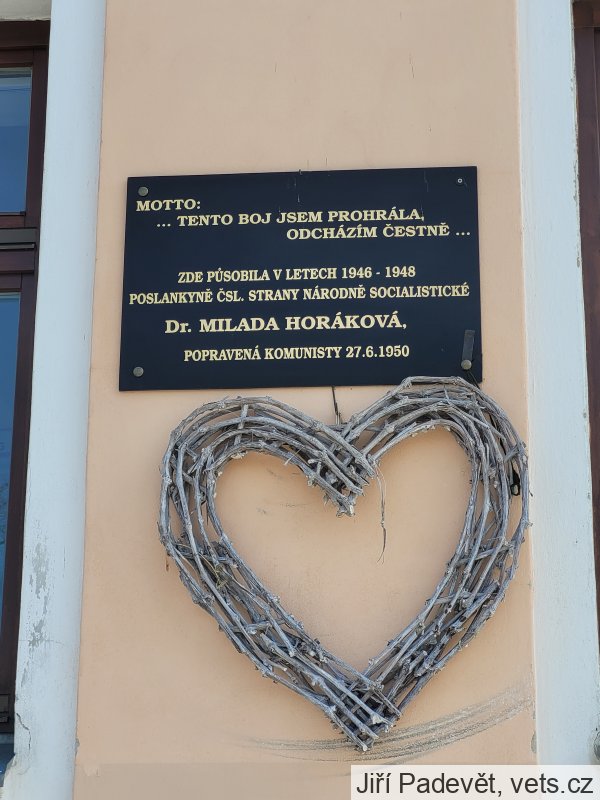 MOTTO:
... TENTO BOJ JSEM PROHRÁLA,
ODCHÁZÍM ČESTNĚ ...
ZDE PŮSOBILA V LETECH 1946 - 1948
POSLANKYNĚ ČSL. STRANY NÁRODNĚ SOCIALISTICKÉ
Dr. MILADA HORÁKOVÁ,
POPRAVENÁ KOMUNISTY 27.6.1950
Jiří Padevět, vets.cz